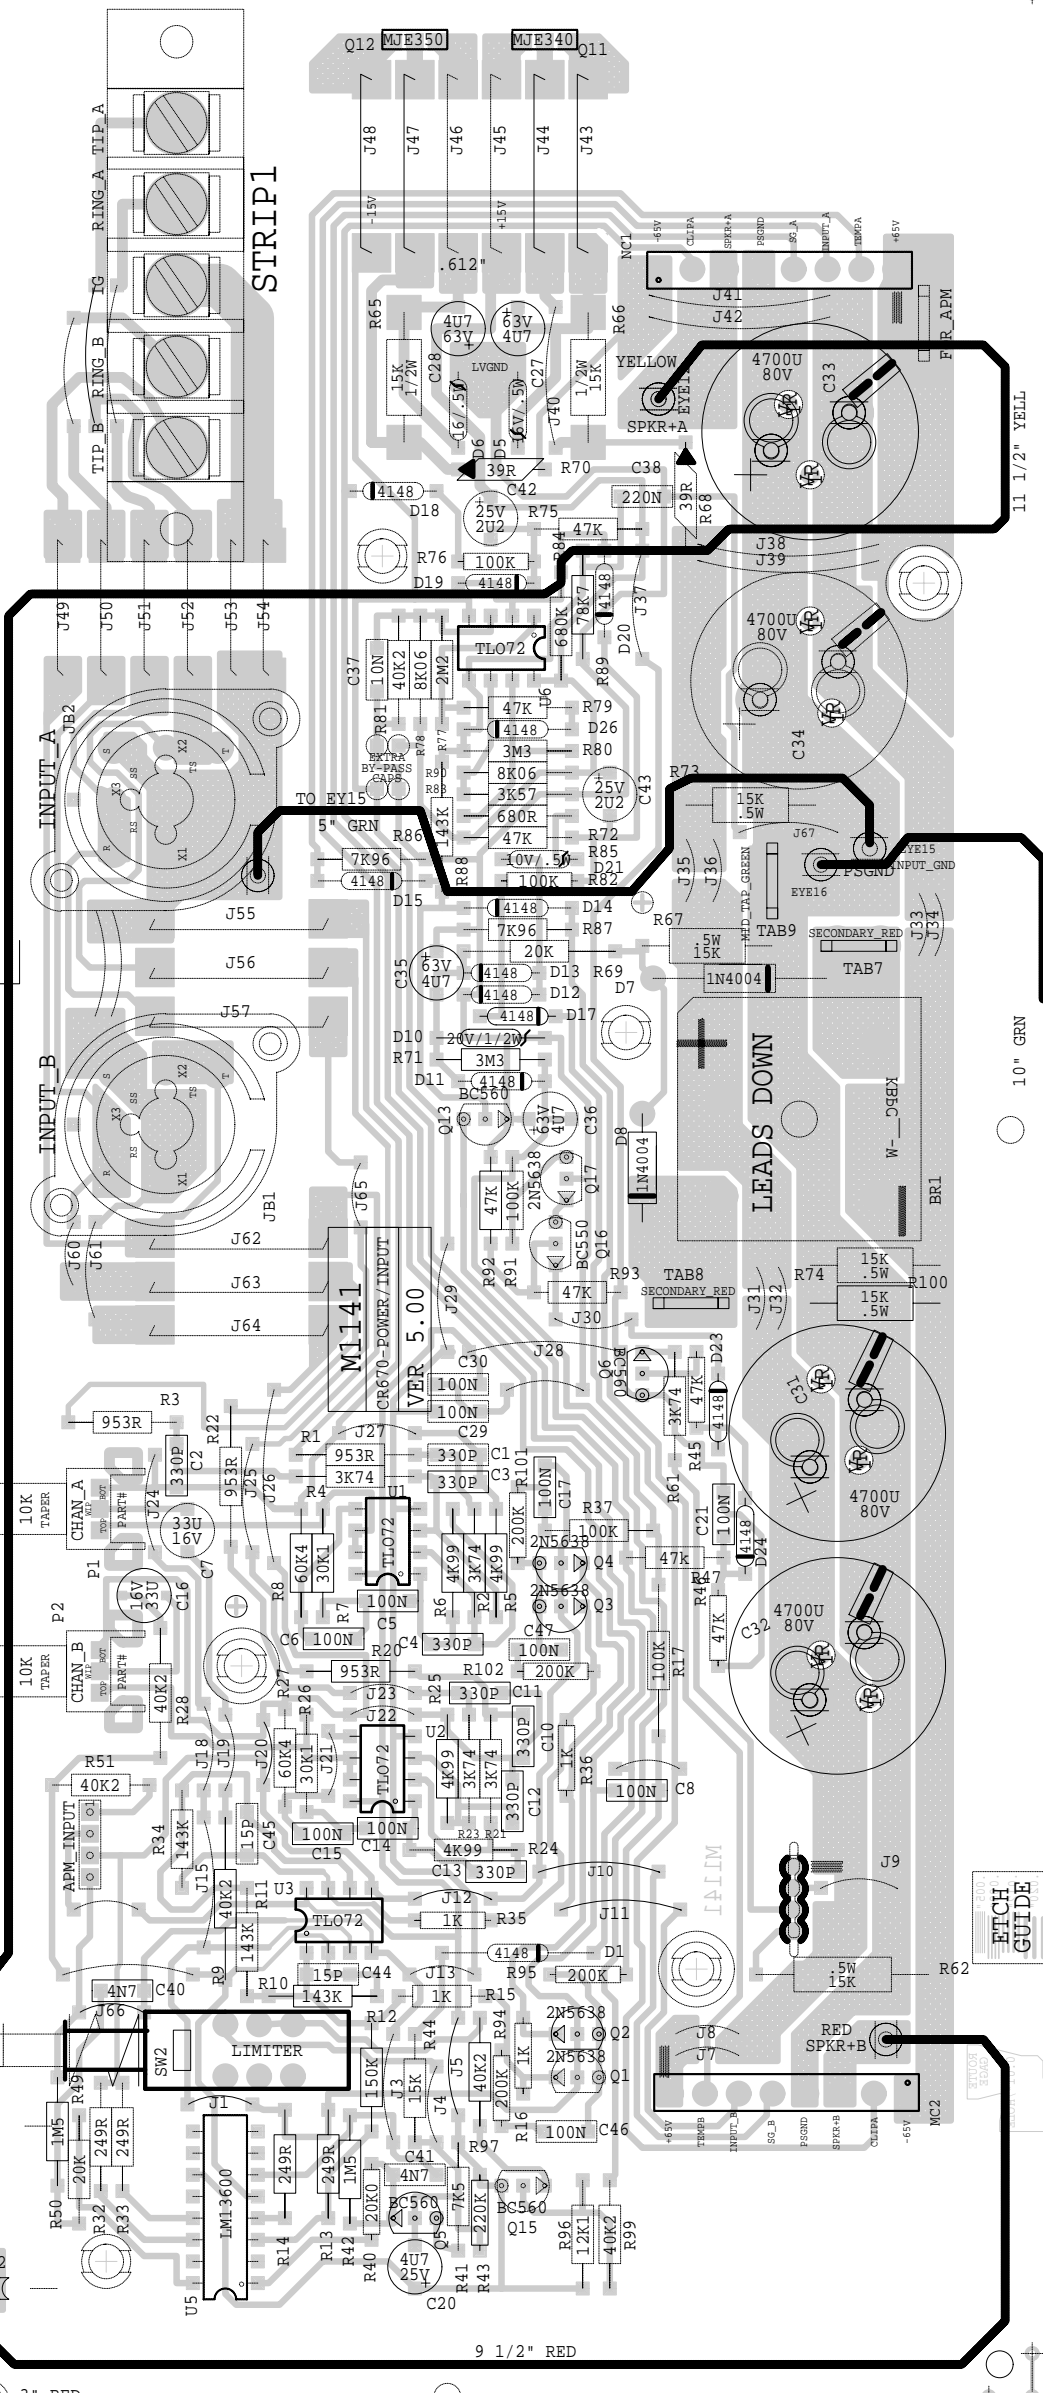 Q12
MJE350
MJE340
Q11
TIP_A
RING_A
IG
RING_B
TIP_B
STRIP1
J48
J47
J46
J45
J44
J43
-15V
+15V
.612"
NC1
-65V
CLIPA
SPKR+A
PSGND
SG_A
INPUT_A
TEMPA
+65V
J41
J42
R65
15K
1/2W
C28
4U7
63V
63V
4U7
C27
LVGND
R66
1/2W
15K
J40
D6
D5
YELLOW
SPKR+A
4700U
80V
C33
11 1/2" YELL
39R
R70
C38
220N
39R
R68
4148
D18
C42
25V
2U2
R75
47K
R84
R76
100K
D19
4148
J38
J39
J49
J50
J51
J52
J53
J54
680K
78K7
4148
D20
R89
J37
TLO72
U6
4700U
80V
C34
C37
10N
40K2
8K06
2M2
R81
R78
R77
EXTRA
BY-PASS
CAPS
47K
R79
4148
D26
3M3
R80
8K06
R90
3K57
R83
680R
47K
R72
143K
R86
25V
2U2
C43
R73
15K
.5W
J67
JB2
INPUT_A
TO EY15
5" GRN
7K96
4148
D15
R88
10V/.5W
R85
D21
100K
R82
4148
D14
7K96
R87
20K
R69
J35
J36
MID_TAP_GREEN
TAB9
EYE15
INPUT_GND
PSGND
EYE16
R67
.5W
15K
SECONDARY_RED
TAB7
J33
J34
1N4004
D7
J55
J56
J57
C35
63V
4U7
4148
D13
4148
D12
4148
D17
D10
20V/1/2W
R71
3M3
D11
4148
BC560
Q13
63V
4U7
C36
D8
1N4004
LEADS DOWN
BR1
10" GRN
INPUT_B
JB1
J60
J61
J62
J63
J64
J65
47K
100K
R92
R91
2N5638
Q17
BC550
Q16
R93
47K
J30
TAB8
SECONDARY_RED
J31
J32
R74
15K
.5W
R100
15K
.5W
M1141
CR670-POWER/INPUT
VER 5.00
J29
J28
C30
100N
100N
C29
BC560
Q6
3K74
47K
4148
D23
R45
R61
C31
4700U
80V
R3
953R
R22
330P
C2
953R
J25
J26
R1
J27
953R
3K74
R4
330P
C1
330P
C3
R101
200K
100N
C17
R37
100K
C21
100N
4148
D24
10K
TAPER
CHAN_A
TOP
WIP
BOT
PART#
P1
J24
33U
16V
C7
U1
TLO72
60K4
30K1
R8
R7
4K99
3K74
4K99
R6
R2
R5
2N5638
Q4
2N5638
Q3
47k
R47
R46
47K
16V
33U
C16
100N
C5
P2
10K
TAPER
CHAN_B
TOP
WIP
BOT
PART#
C6
100N
R20
C4
330P
C47
100N
C32
4700U
80V
953R
R102
200K
100K
R17
40K2
R28
R27
R26
J23
J22
R25
330P
C11
J18
J19
J20
60K4
30K1
J21
U2
TLO72
4K99
3K74
3K74
330P
C10
330P
C12
1K
R36
100N
C8
R51
40K2
APM_INPUT
R34
143K
J15
15P
C45
100N
C15
100N
C14
R23
R21
4K99
R24
C13
330P
J10
J9
M1141
40K2
R11
U3
TLO72
J12
1K
R35
J11
ETCH
GUIDE
143K
R9
4148
D1
R10
15P
C44
143K
J13
1K
R15
R95
200K
.5W
15K
R62
4N7
C40
J66
SW2
LIMITER
R12
150K
J3
15K
R44
J4
J5
40K2
200K
R94
1K
R16
2N5638
Q2
2N5638
Q1
100N
C46
J8
J7
RED
SPKR+B
MC2
+65V
TEMPB
INPUT_B
SG_B
PSGND
SPKR+B
CLIPA
-65V
R49
1M5
20K
249R
249R
R50
R32
R33
J1
LM13600
U5
249R
R14
249R
R13
1M5
R42
20K0
R40
C41
4N7
BC560
Q5
R97
7K5
220K
R41
R43
BC560
Q15
4U7
25V
C20
R96
12K1
40K2
R99
9 1/2" RED